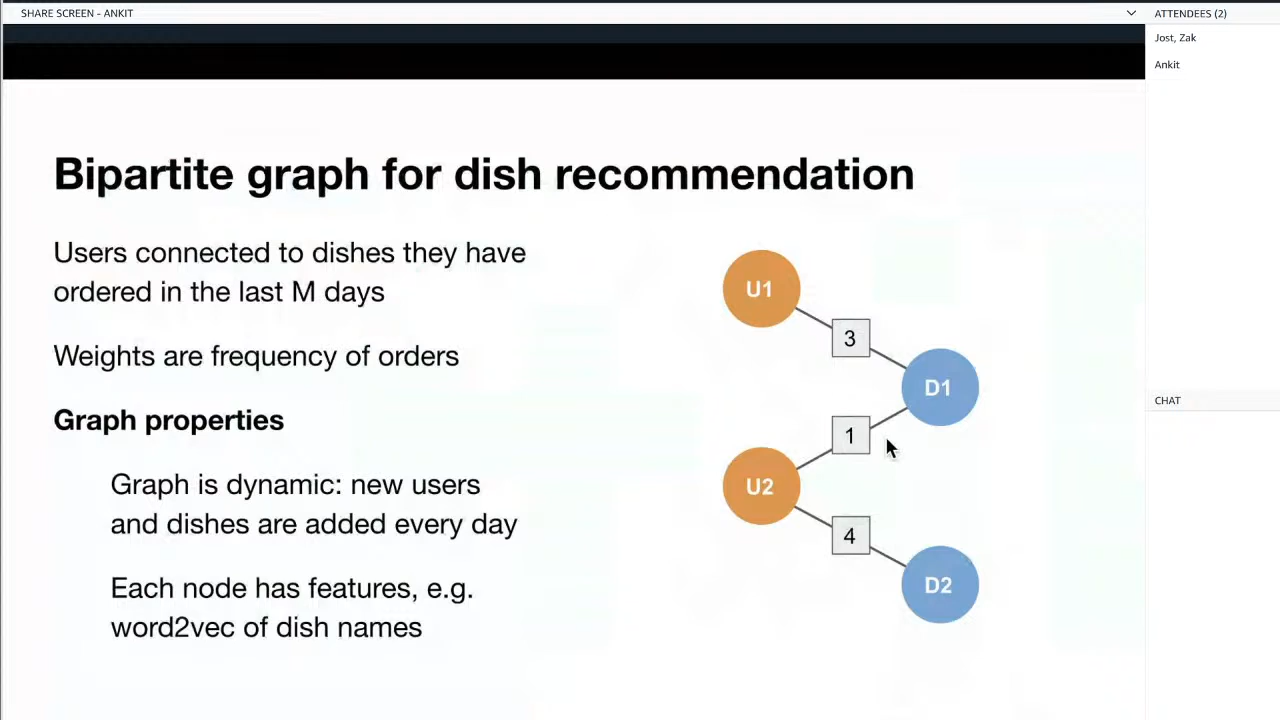 SHARE SCREEN - ANKIT
ATTENDEES (2)
Jost, Zak
Ankit
Bipartite graph for dish recommendation
Users connected to dishes they have
ordered in the last M days
Weights are frequency of orders
Graph properties
Graph is dynamic: new users
and dishes are added every day
Each node has features, e.g.
word2vec of dish names
U1
3
D1
1
U2
4
D2
CHAT